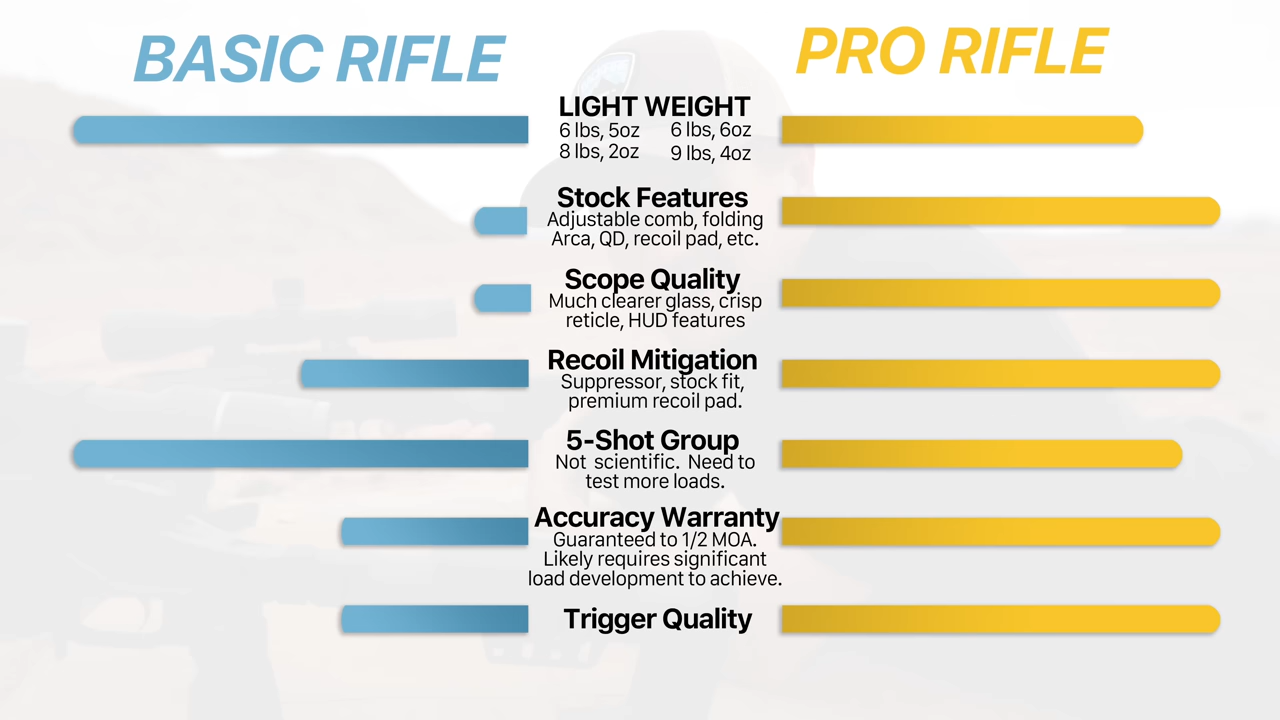 BASIC RIFLE
PRO RIFLE
LIGHT WEIGHT
6 lbs, 5oz 6 lbs, 6oz
8 lbs, 2oz 9 lbs, 4oz
Stock Features
Adjustable comb, folding
Arca, QD, recoil pad, etc.
Scope Quality
Much clearer glass, crisp
reticle, HUD features
Recoil Mitigation
Suppressor, stock fit,
premium recoil pad.
5-Shot Group
Not scientific. Need to
test more loads.
Accuracy Warranty
Guaranteed to 1/2 MOA.
Likely requires significant
load development to achieve.
Trigger Quality